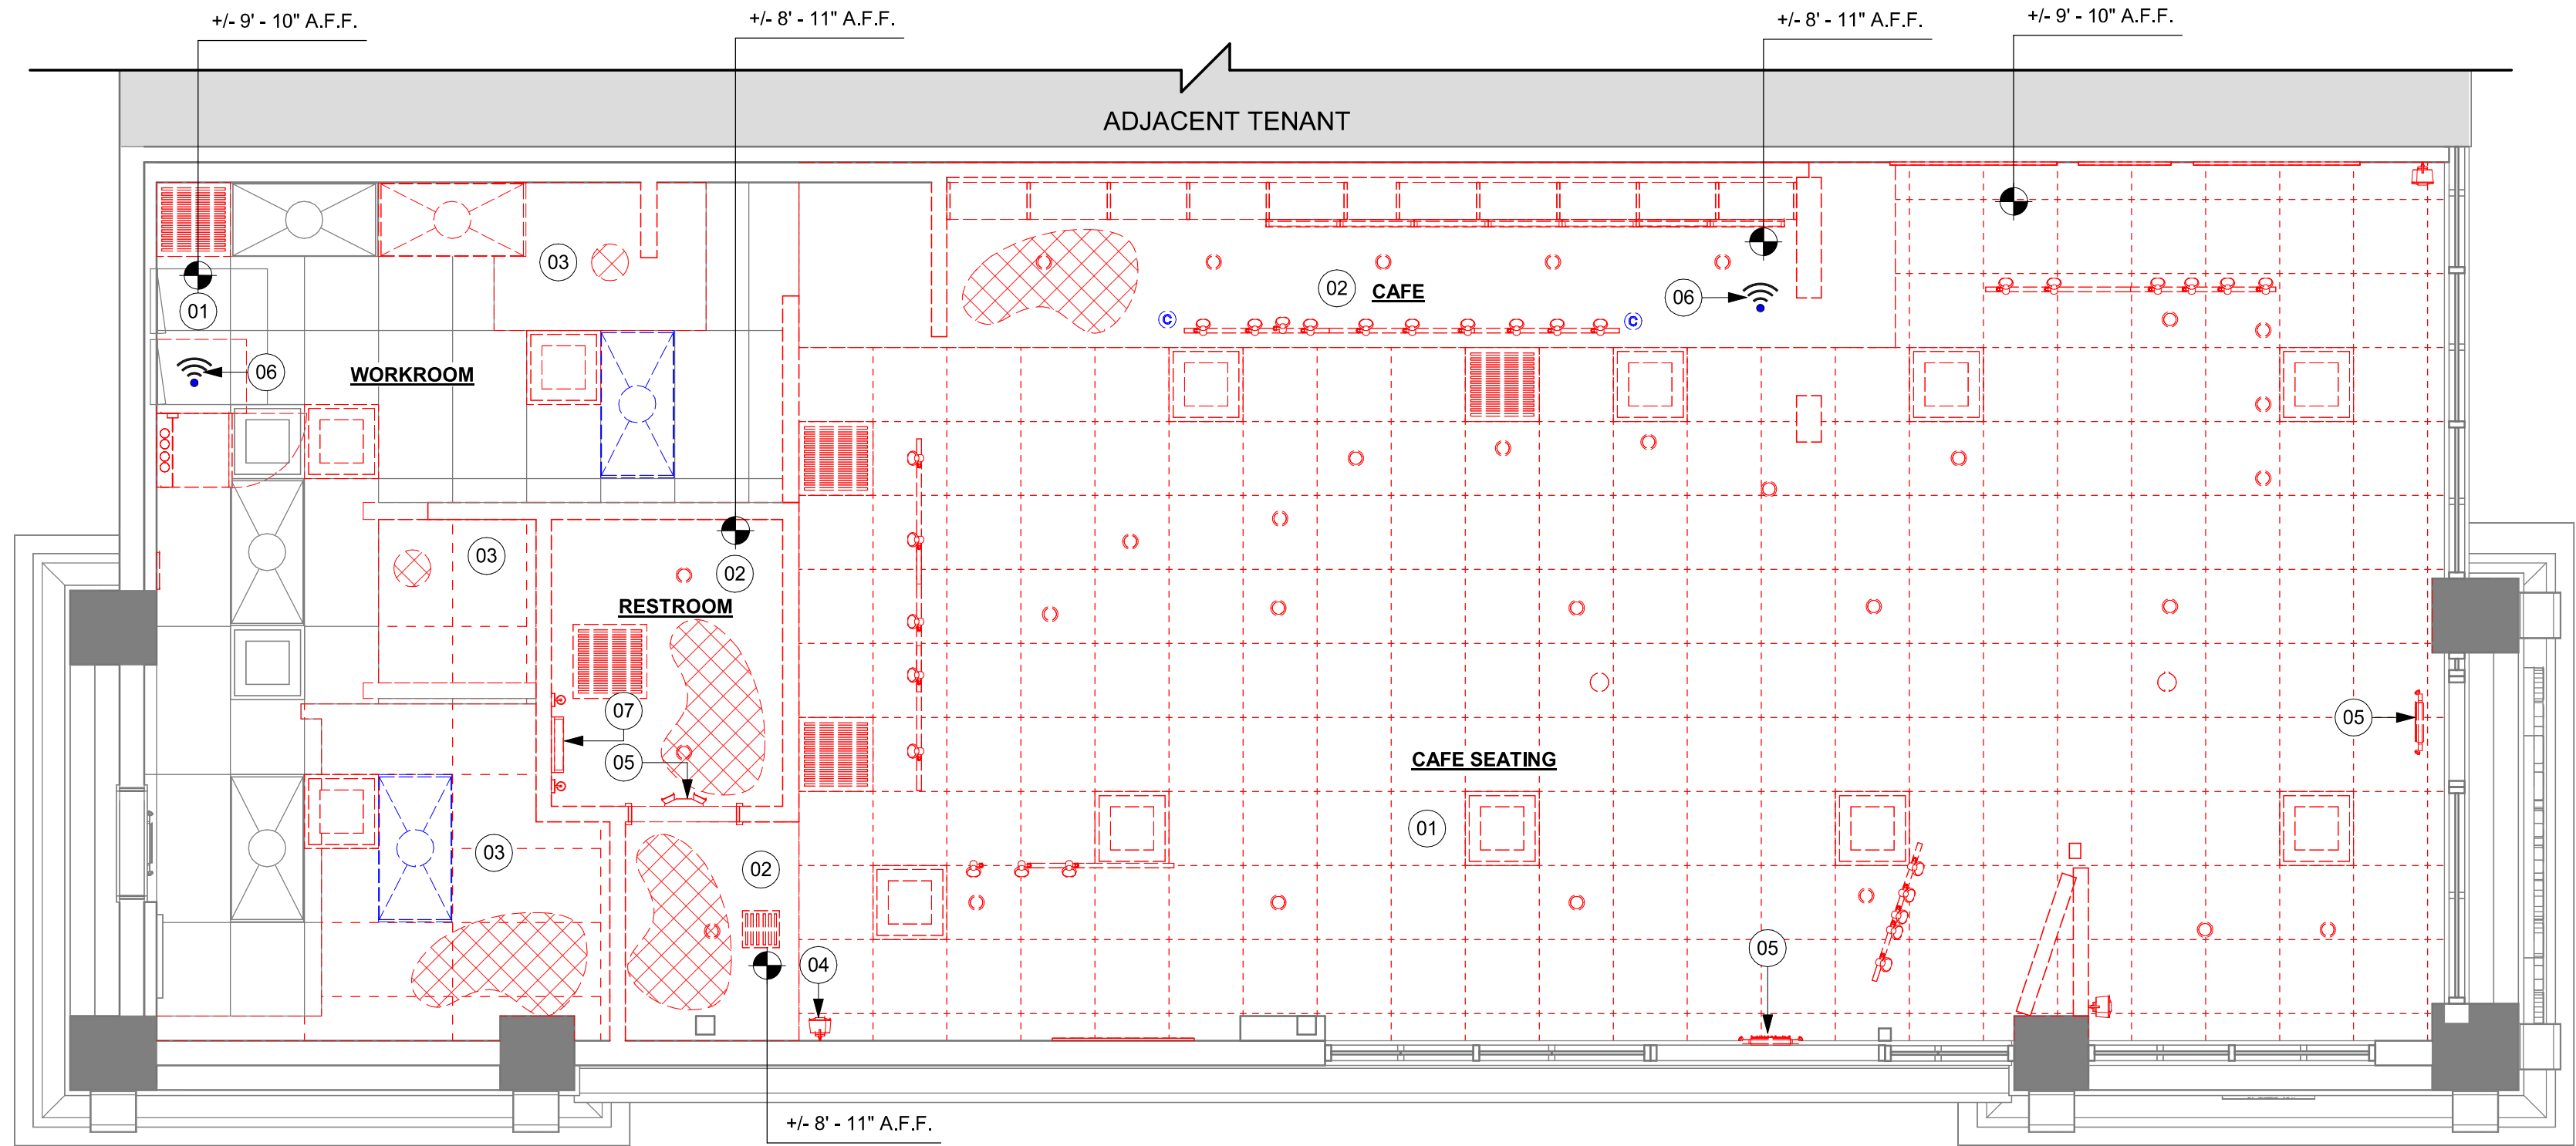 +/- 9' - 10" A.F.F.
+/- 8' - 11" A.F.F.
+/- 8' - 11" A.F.F.
+/- 9' - 10" A.F.F.
ADJACENT TENANT
03
02
CAFE
06
01
C
C
06
WORKROOM
03
02
RESTROOM
07
05
05
CAFE SEATING
01
03
02
04
05
+/- 8' - 11" A.F.F.